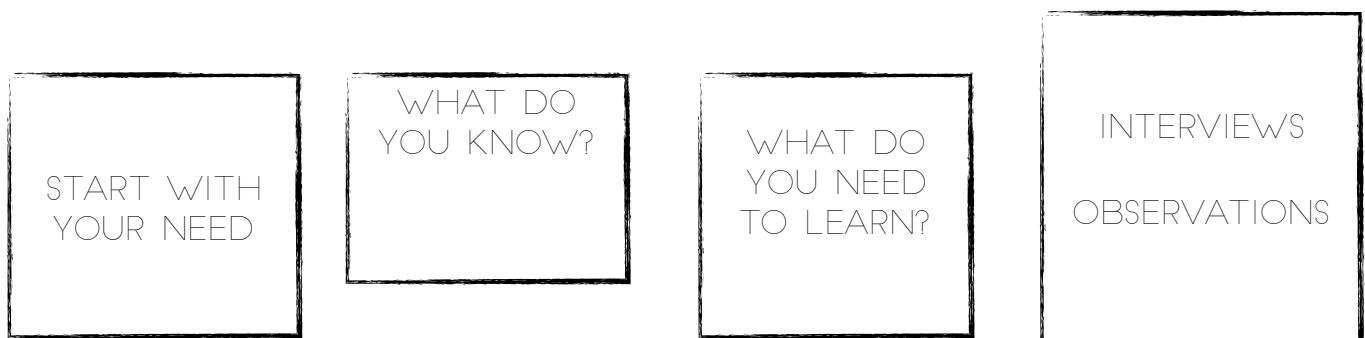 START WITH
YOUR NEED
WHAT DO
YOU KNOW?
WHAT DO
YOU NEED
TO LEARN?
INTERVIEWS
OBSERVATIONS